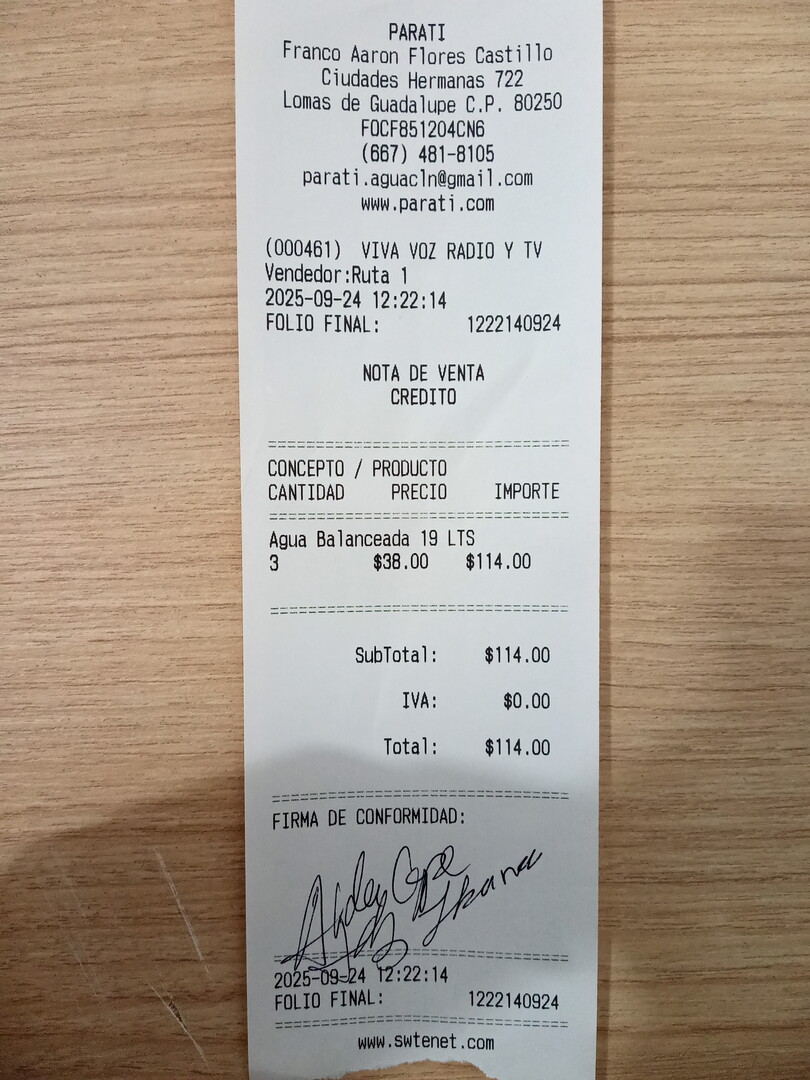 PARATI
Franco Aaron Flores Castillo
Ciudades Hermanas 722
Lomas de Guadalupe C.P. 80250
FOCF851204CN6
(667) 481-8105
parati.aguacln@gmail.com
www.parati.com
(000461) VIVA VOZ RADIO Y TV
Vendedor:Ruta 1
2025-09-24 12:22:14
FOLIO FINAL: 1222140924
NOTA DE VENTA
CREDITO
CONCEPTO / PRODUCTO
CANTIDAD PRECIO IMPORTE
Agua Balanceada 19 LTS
3 $38.00 $114.00
SubTotal: $114.00
IVA: $0.00
Total: $114.00
FIRMA DE CONFORMIDAD:
2025-09-24 12:22:14
FOLIO FINAL: 1222140924
www.swtenet.com